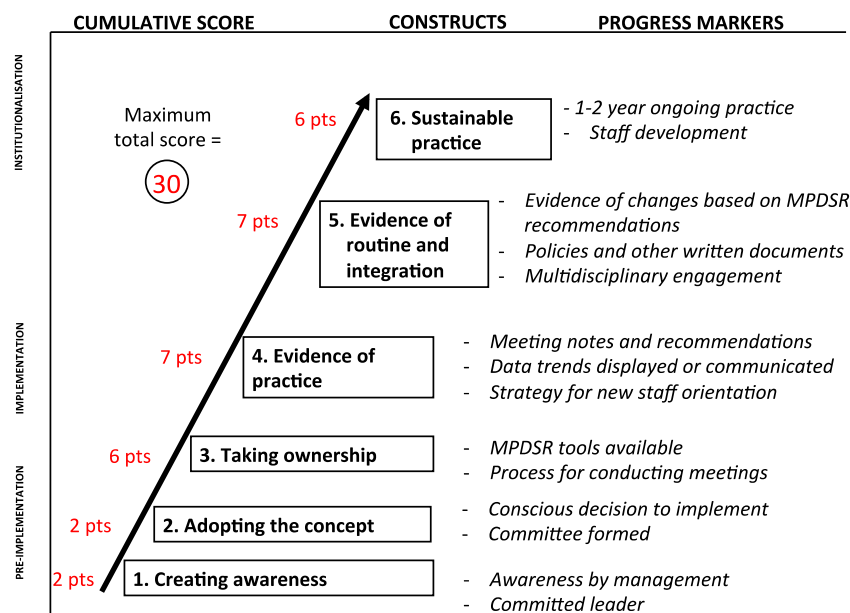 CUMULATIVE SCORE
CONSTRUCTS
PROGRESS MARKERS
INSTITUTIONALISATION
Maximum
total score =
30
6 pts
6. Sustainable
practice
- 1-2 year ongoing practice
- Staff development
7 pts
5. Evidence of
routine and
integration
- Evidence of changes based on MPDSR
recommendations
- Policies and other written documents
- Multidisciplinary engagement
IMPLEMENTATION
7 pts
4. Evidence of
practice
- Meeting notes and recommendations
- Data trends displayed or communicated
- Strategy for new staff orientation
6 pts
3. Taking ownership
- MPDSR tools available
- Process for conducting meetings
PRE-IMPLEMENTATION
2 pts
2. Adopting the concept
- Conscious decision to implement
- Committee formed
2 pts
1. Creating awareness
- Awareness by management
- Committed leader